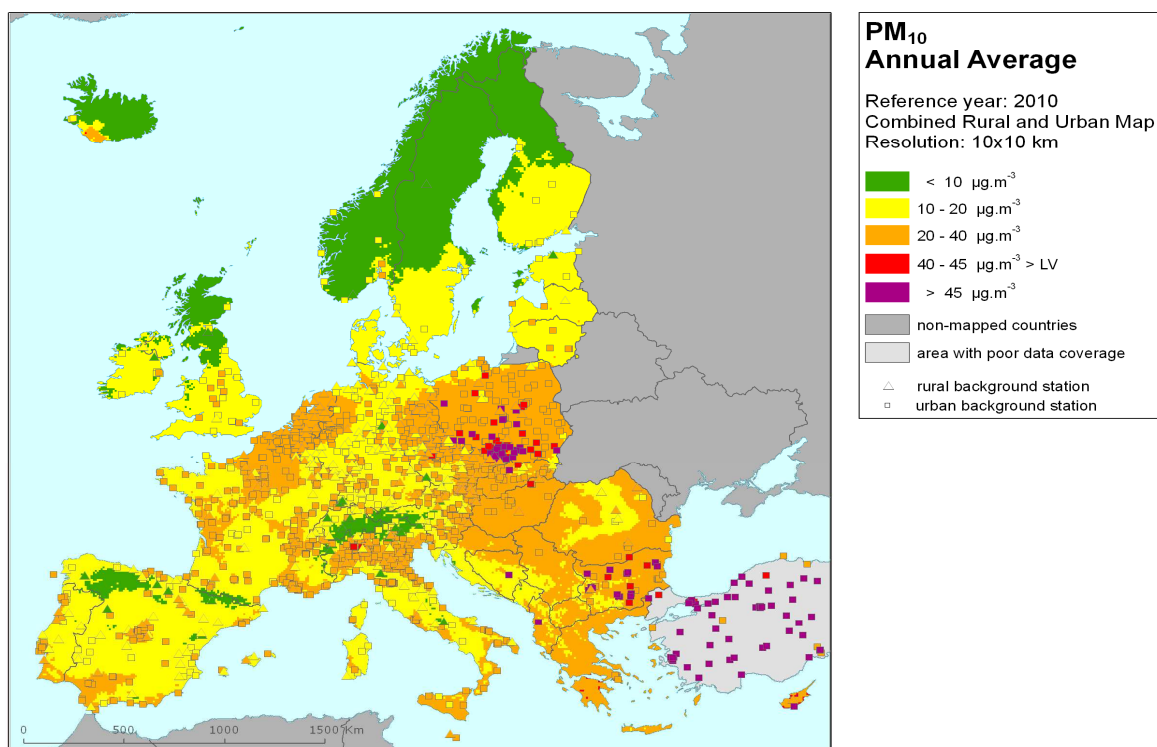 PM₁₀
Annual Average
Reference year: 2010
Combined Rural and Urban Map
Resolution: 10x10 km
< 10 µg.m⁻³
10 - 20 µg.m⁻³
20 - 40 µg.m⁻³
40 - 45 µg.m⁻³ > LV
> 45 µg.m⁻³
non-mapped countries
area with poor data coverage
rural background station
urban background station
0 500 1000 1500 Km